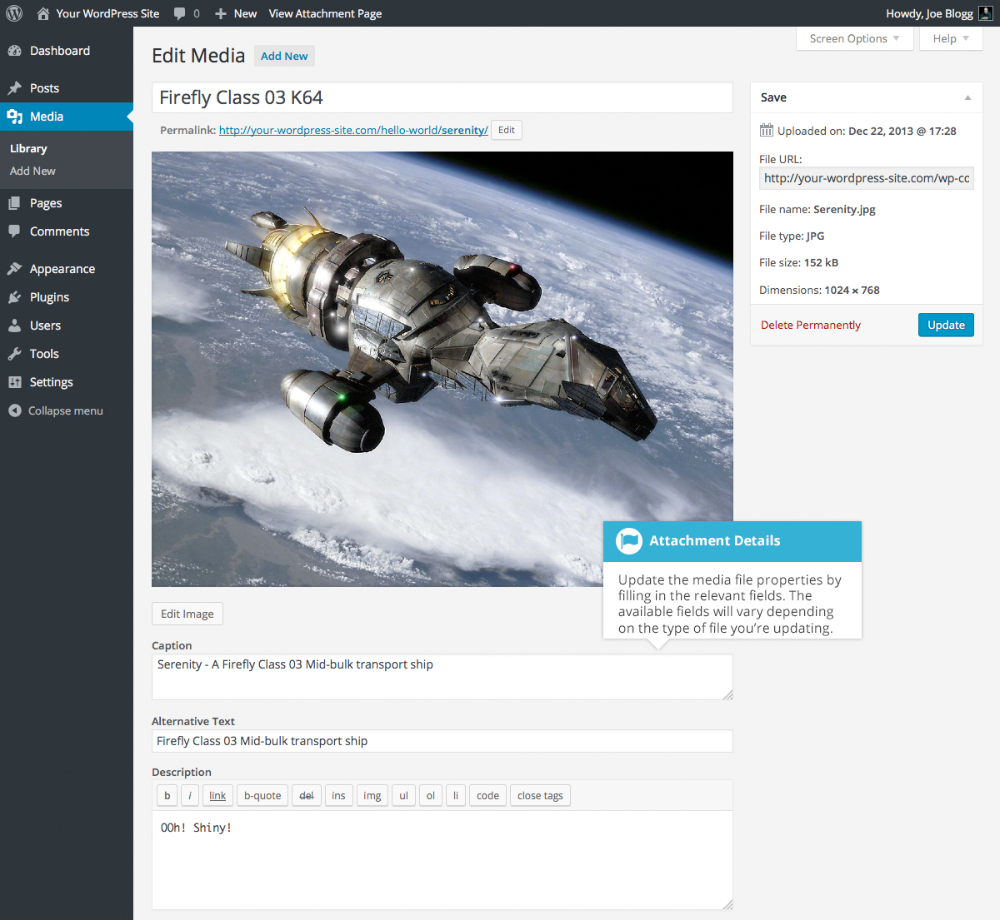 Your WordPress Site 0 New View Attachment Page Howdy, Joe Blogg
Screen Options Help
Dashboard
Posts
Media
Library
Add New
Pages
Comments
Appearance
Plugins
Users
Tools
Settings
Collapse menu
Edit Media Add New
Firefly Class 03 K64
Permalink: http://your-wordpress-site.com/hello-world/serenity/ Edit
Save
Uploaded on: Dec 22, 2013 @ 17:28
File URL:
http://your-wordpress-site.com/wp-co
File name: Serenity.jpg
File type: JPG
File size: 152 kB
Dimensions: 1024 × 768
Delete Permanently Update
Attachment Details
Update the media file properties by
filling in the relevant fields. The
available fields will vary depending
on the type of file you’re updating.
Edit Image
Caption
Serenity - A Firefly Class 03 Mid-bulk transport ship
Alternative Text
Firefly Class 03 Mid-bulk transport ship
Description
b i link b-quote del ins img ul ol li code close tags
OOh! Shiny!